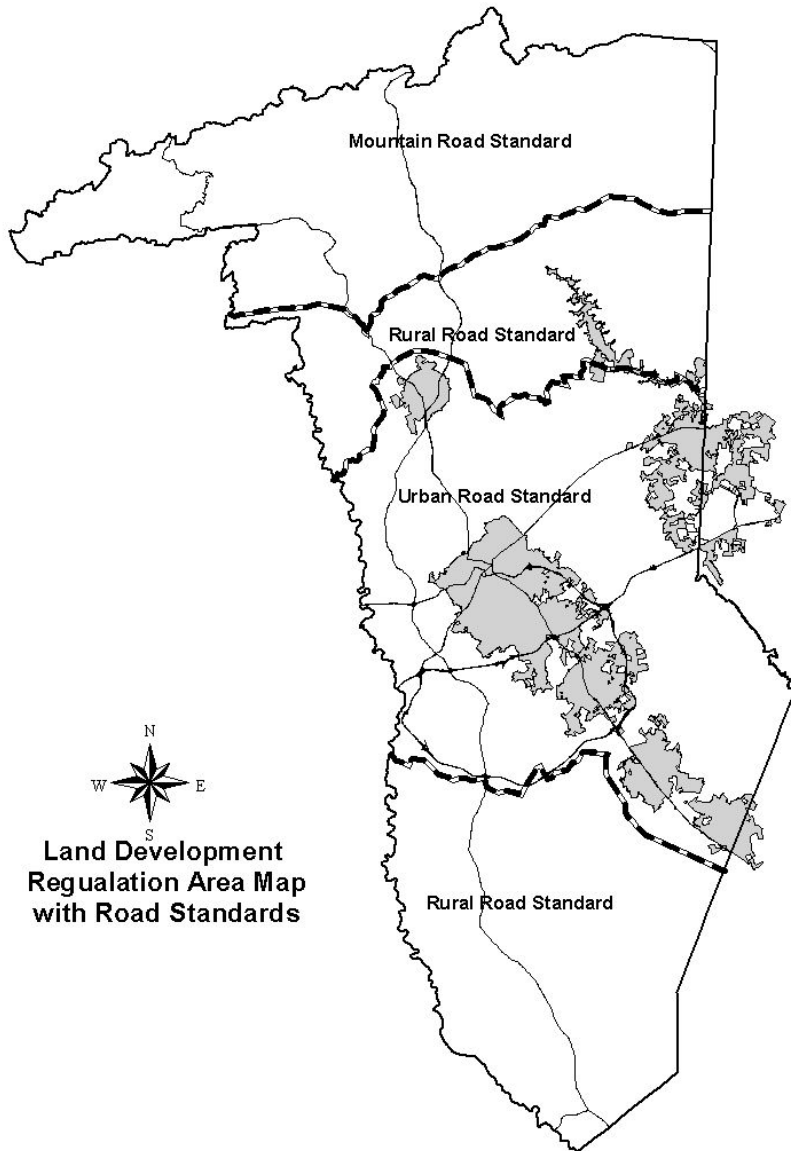 Mountain Road Standard
Rural Road Standard
Urban Road Standard
N
W E
S
Land Development
Regualation Area Map
with Road Standards
Rural Road Standard